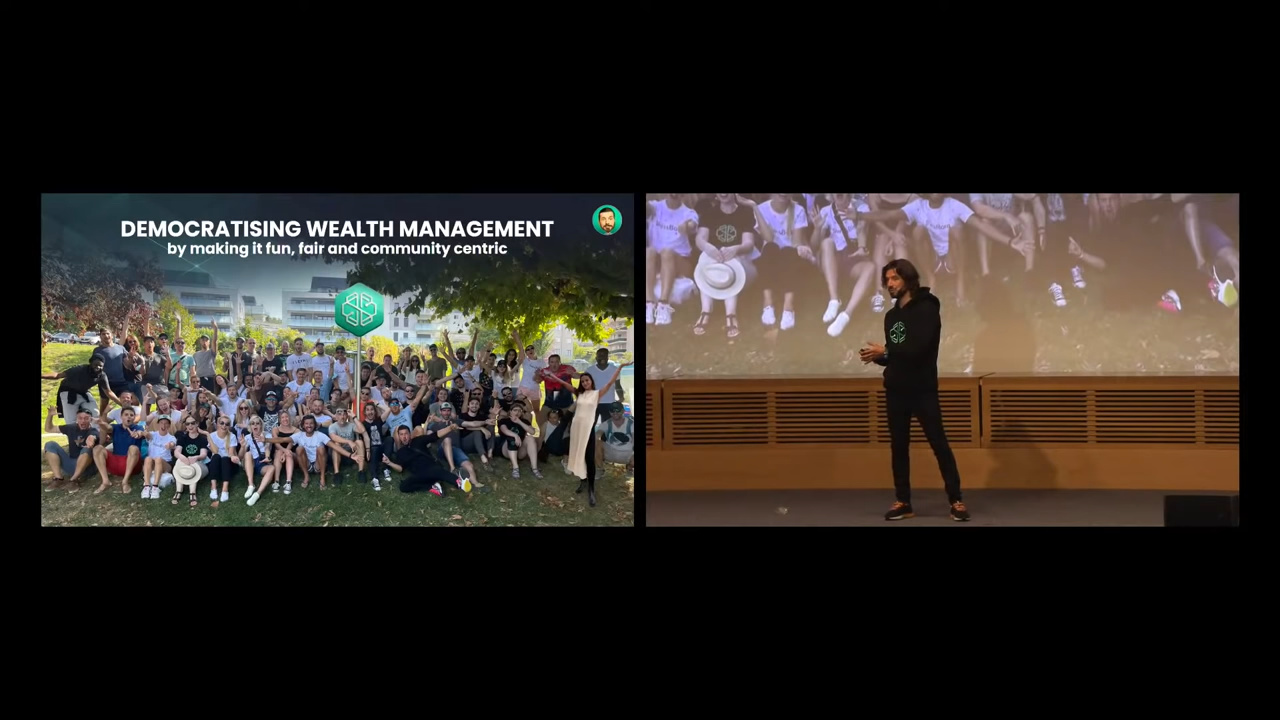 DEMOCRATISING WEALTH MANAGEMENT
by making it fun, fair and community centric